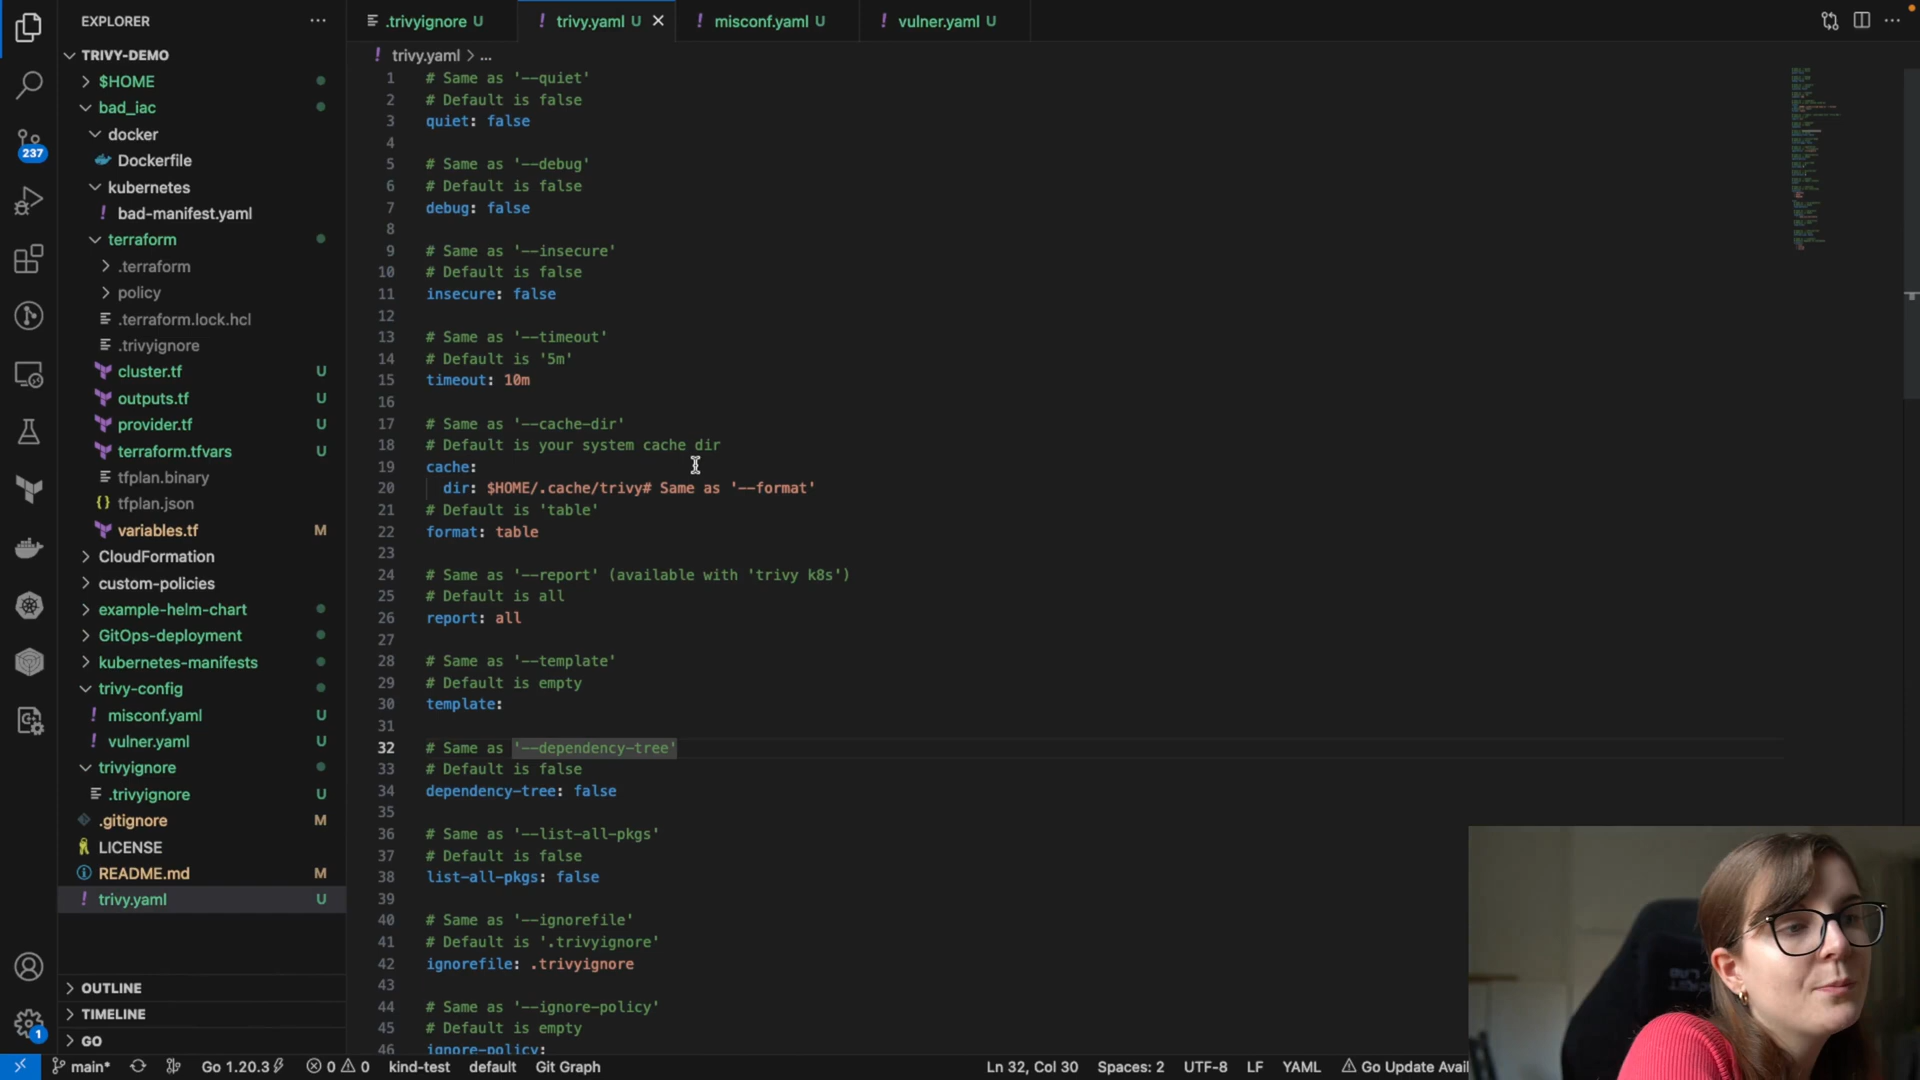 EXPLORER
TRIVY-DEMO
$HOME
bad_iac
docker
Dockerfile
kubernetes
bad-manifest.yaml
terraform
.terraform
policy
.terraform.lock.hcl
.trivyignore
cluster.tf U
outputs.tf U
provider.tf U
terraform.tfvars U
tfplan.binary
tfplan.json
variables.tf M
CloudFormation
custom-policies
example-helm-chart
GitOps-deployment
kubernetes-manifests
trivy-config
misconf.yaml U
vulner.yaml U
trivyignore
.trivyignore U
.gitignore M
LICENSE
README.md M
trivy.yaml U
OUTLINE
TIMELINE
GO
237
1
.trivyignore U
trivy.yaml U
misconf.yaml U
vulner.yaml U
trivy.yaml > ...
1 # Same as '--quiet'
2 # Default is false
3 quiet: false
4
5 # Same as '--debug'
6 # Default is false
7 debug: false
8
9 # Same as '--insecure'
10 # Default is false
11 insecure: false
12
13 # Same as '--timeout'
14 # Default is '5m'
15 timeout: 10m
16
17 # Same as '--cache-dir'
18 # Default is your system cache dir
19 cache:
20 dir: $HOME/.cache/trivy# Same as '--format'
21 # Default is 'table'
22 format: table
23
24 # Same as '--report' (available with 'trivy k8s')
25 # Default is all
26 report: all
27
28 # Same as '--template'
29 # Default is empty
30 template:
31
32 # Same as '--dependency-tree'
33 # Default is false
34 dependency-tree: false
35
36 # Same as '--list-all-pkgs'
37 # Default is false
38 list-all-pkgs: false
39
40 # Same as '--ignorefile'
41 # Default is '.trivyignore'
42 ignorefile: .trivyignore
43
44 # Same as '--ignore-policy'
45 # Default is empty
46 ignore-policy:
main* Go 1.20.3 0 0 kind-test default Git Graph Ln 32, Col 30 Spaces: 2 UTF-8 LF YAML Go Update Avai